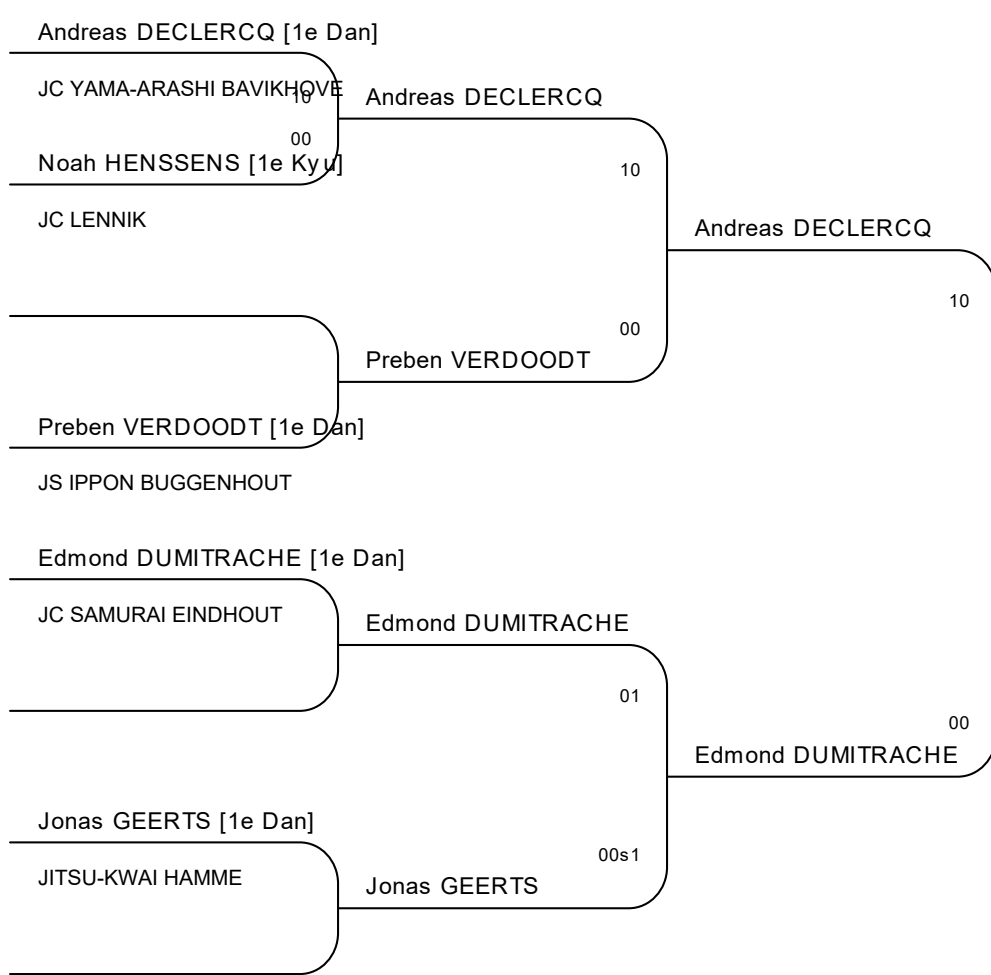 Andreas DECLERCQ [1e Dan]
JC YAMA-ARASHI BAVIKHOVE
10
00
Noah HENSSENS [1e Kyu]
JC LENNIK
Preben VERDOODT [1e Dan]
JS IPPON BUGGENHOUT
Edmond DUMITRACHE [1e Dan]
JC SAMURAI EINDHOUT
Jonas GEERTS [1e Dan]
JITSU-KWAI HAMME
Andreas DECLERCQ
10
00
Preben VERDOODT
Edmond DUMITRACHE
01
00s1
Jonas GEERTS
Andreas DECLERCQ
10
00
Edmond DUMITRACHE